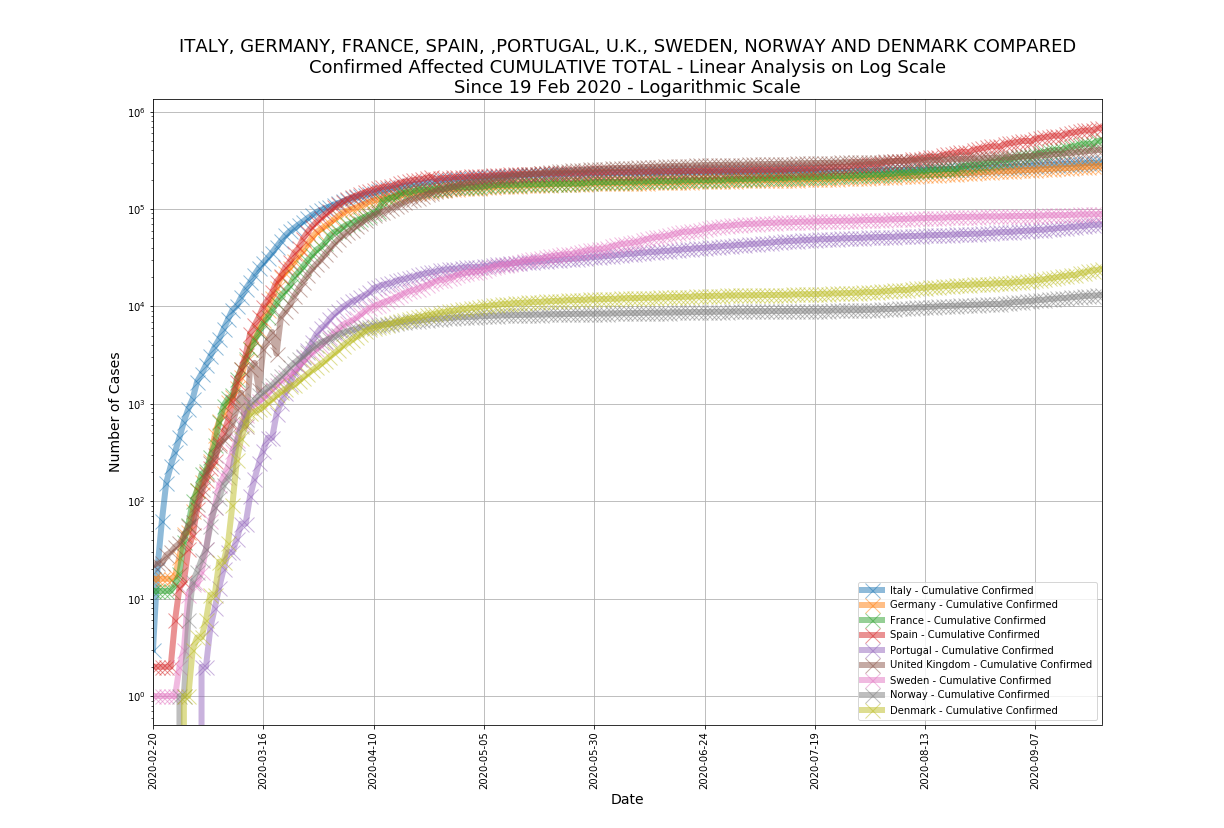 ITALY, GERMANY, FRANCE, SPAIN, ,PORTUGAL, U.K., SWEDEN, NORWAY AND DENMARK COMPARED
Confirmed Affected CUMULATIVE TOTAL - Linear Analysis on Log Scale
Since 19 Feb 2020 - Logarithmic Scale
10⁶
10⁵
10⁴
10³
10²
10¹
10⁰
Number of Cases
Italy - Cumulative Confirmed
Germany - Cumulative Confirmed
France - Cumulative Confirmed
Spain - Cumulative Confirmed
Portugal - Cumulative Confirmed
United Kingdom - Cumulative Confirmed
Sweden - Cumulative Confirmed
Norway - Cumulative Confirmed
Denmark - Cumulative Confirmed
2020-02-20
2020-03-16
2020-04-10
2020-05-05
2020-05-30
2020-06-24
2020-07-19
2020-08-13
2020-09-07
Date